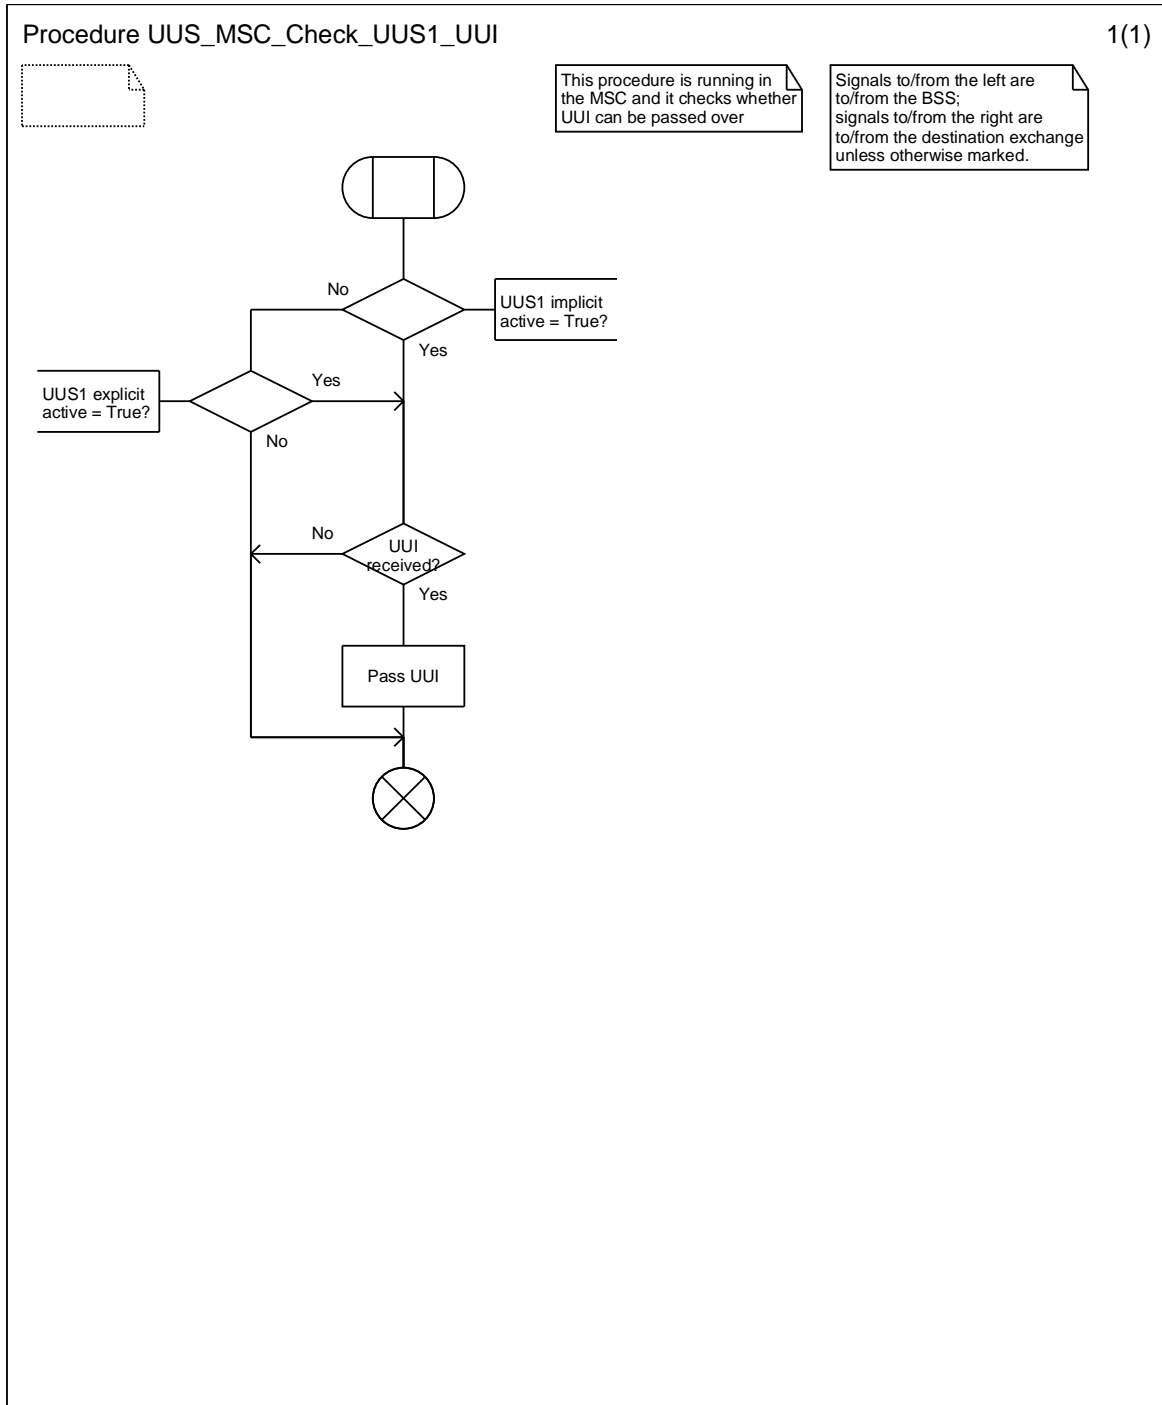 Procedure UUS_MSC_Check_UUS1_UUI
1(1)
This procedure is running in
the MSC and it checks whether
UUI can be passed over
Signals to/from the left are
to/from the BSS;
signals to/from the right are
to/from the destination exchange
unless otherwise marked.
No
UUS1 implicit
active = True?
Yes
UUS1 explicit
active = True?
Yes
No
No
UUI
received?
Yes
Pass UUI